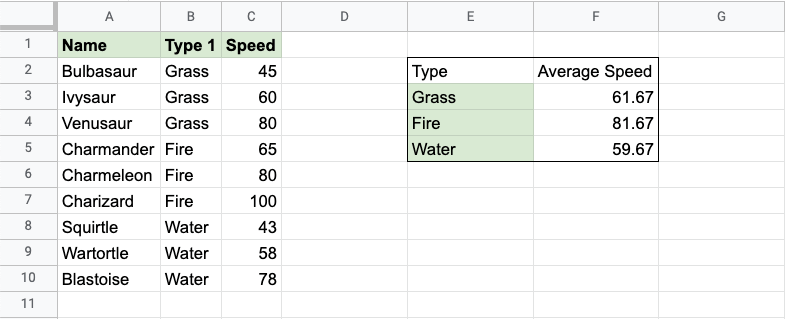 A B C D E F G
1 Name Type 1 Speed
2 Bulbasaur Grass 45 Type Average Speed
3 Ivysaur Grass 60 Grass 61.67
4 Venusaur Grass 80 Fire 81.67
5 Charmander Fire 65 Water 59.67
6 Charmeleon Fire 80
7 Charizard Fire 100
8 Squirtle Water 43
9 Wartortle Water 58
10 Blastoise Water 78
11